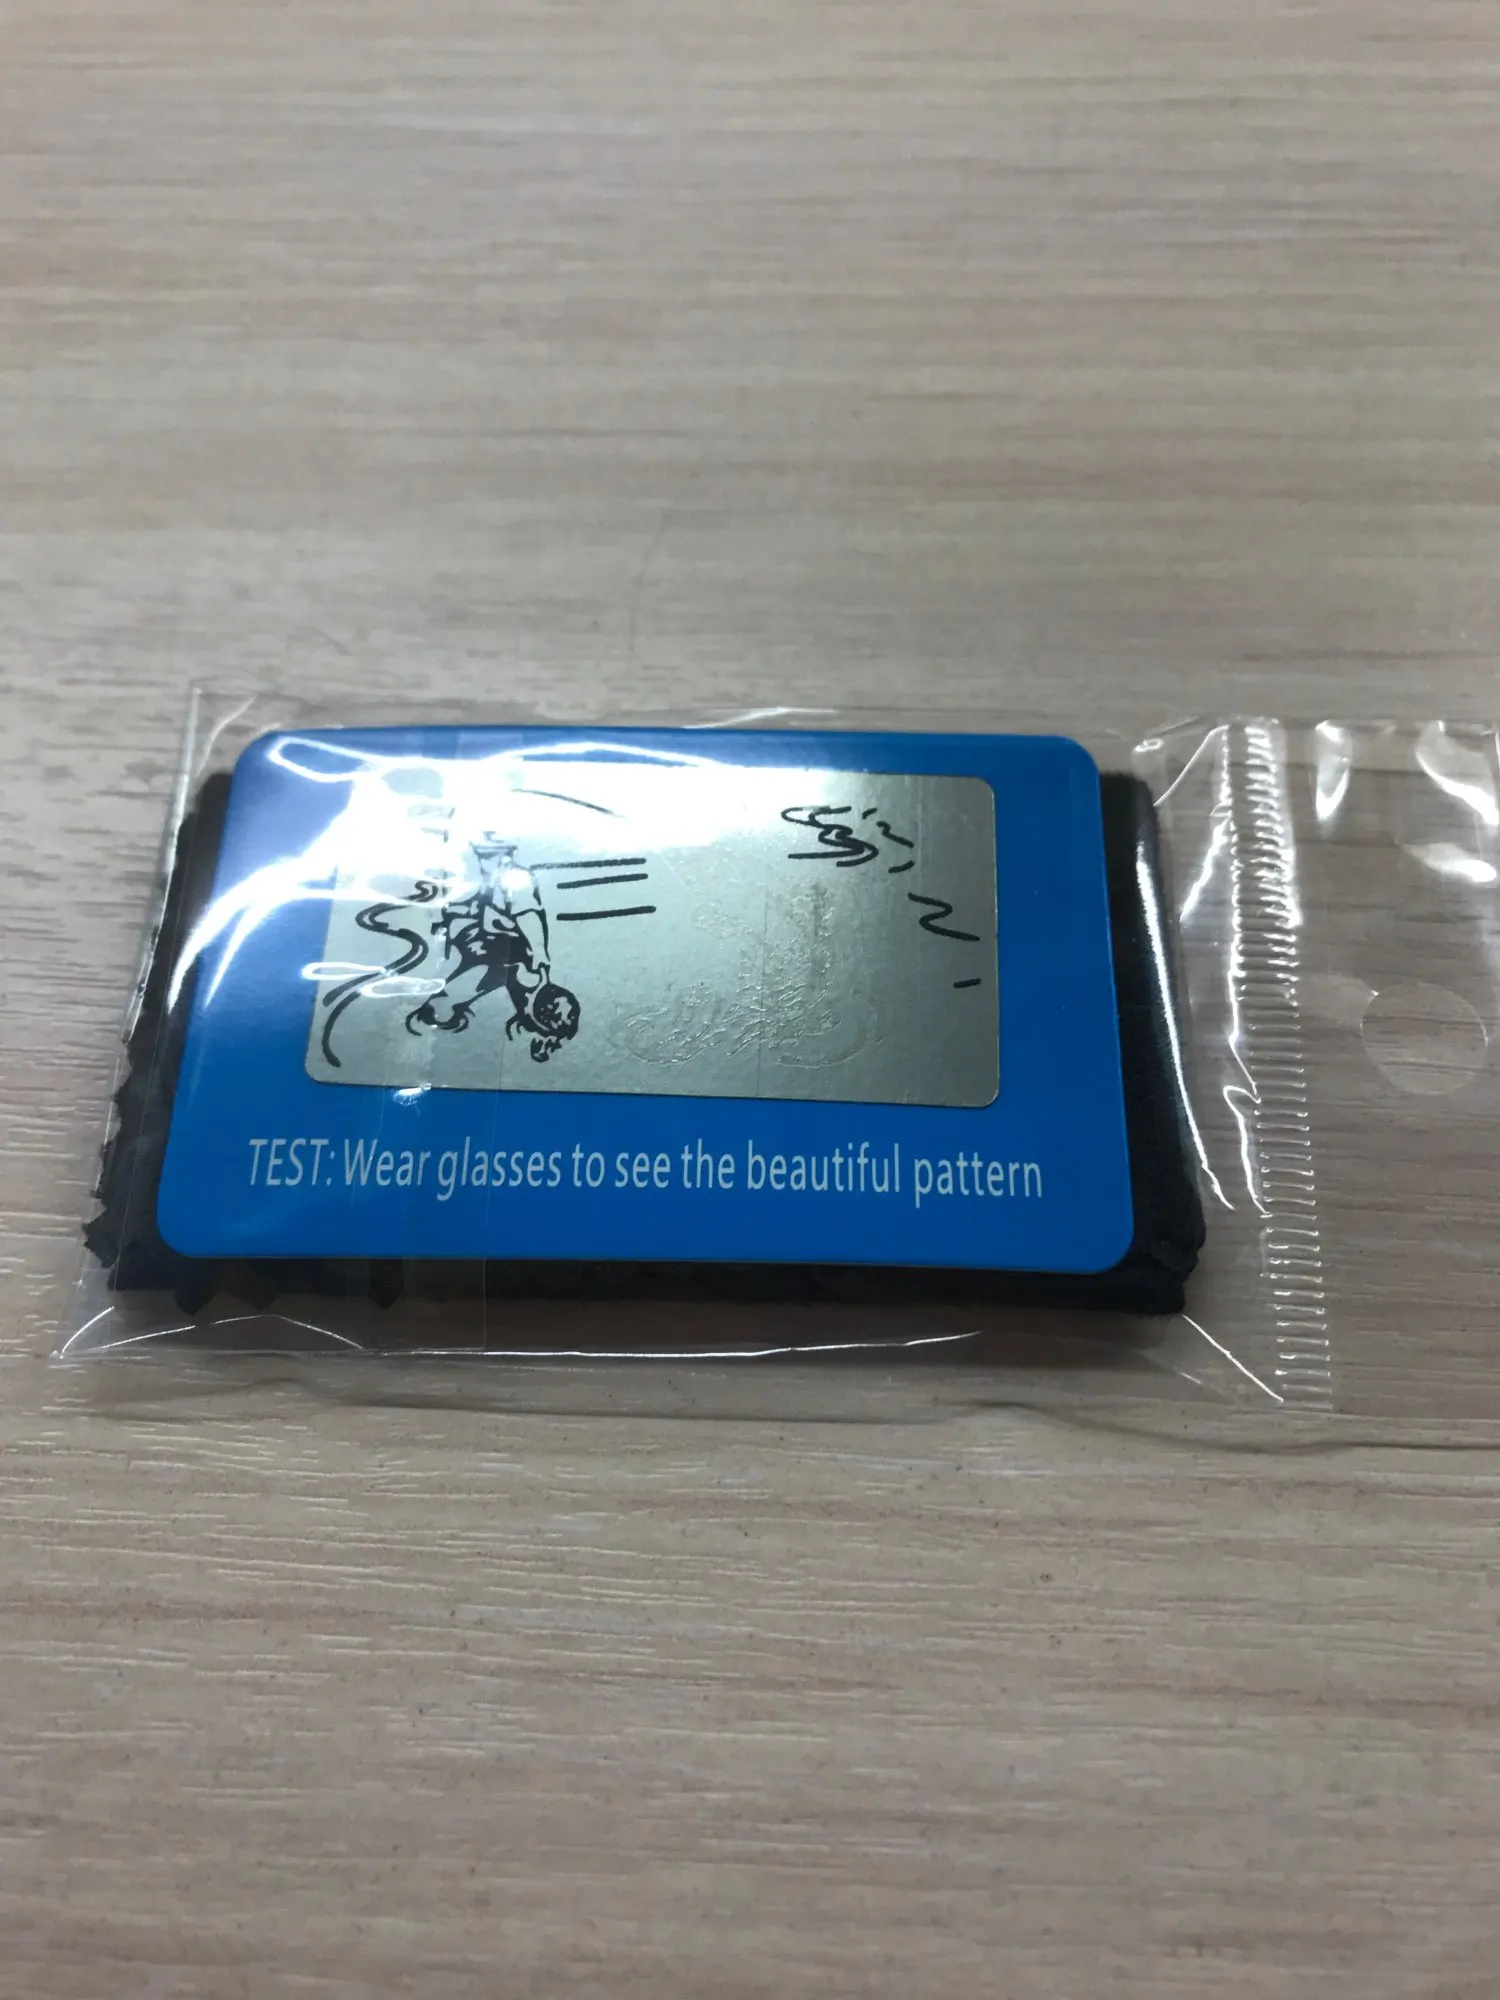 TEST: Wear glasses to see the beautiful pattern